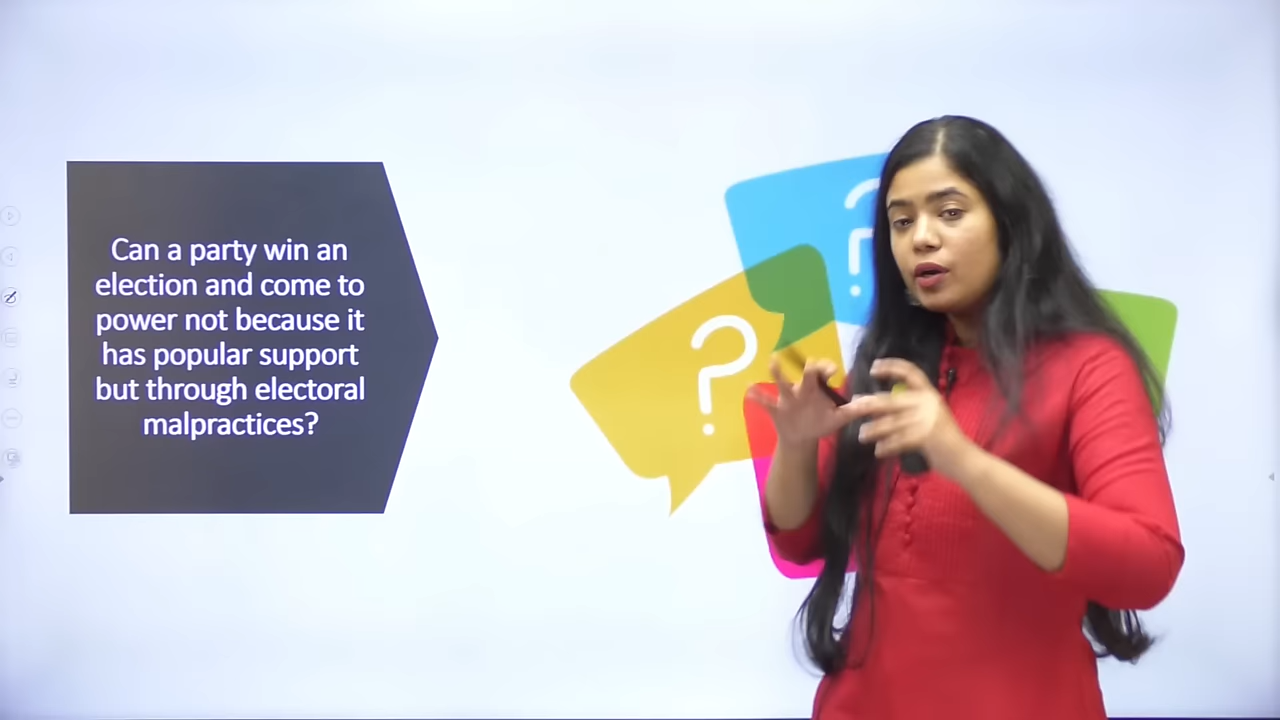 Can a party win an
election and come to
power not because it
has popular support
but through electoral
malpractices?
?
?